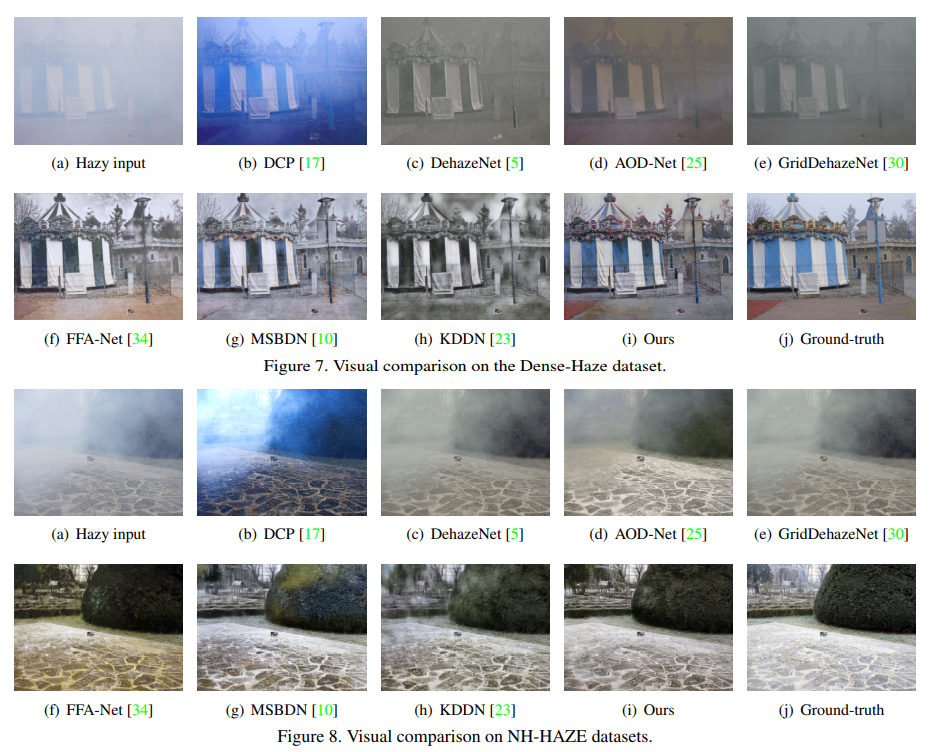 (a) Hazy input (b) DCP [17] (c) DehazeNet [5] (d) AOD-Net [25] (e) GridDehazeNet [30]
(f) FFA-Net [34] (g) MSBDN [10] (h) KDDN [23] (i) Ours (j) Ground-truth
Figure 7. Visual comparison on the Dense-Haze dataset.
(a) Hazy input (b) DCP [17] (c) DehazeNet [5] (d) AOD-Net [25] (e) GridDehazeNet [30]
(f) FFA-Net [34] (g) MSBDN [10] (h) KDDN [23] (i) Ours (j) Ground-truth
Figure 8. Visual comparison on NH-HAZE datasets.